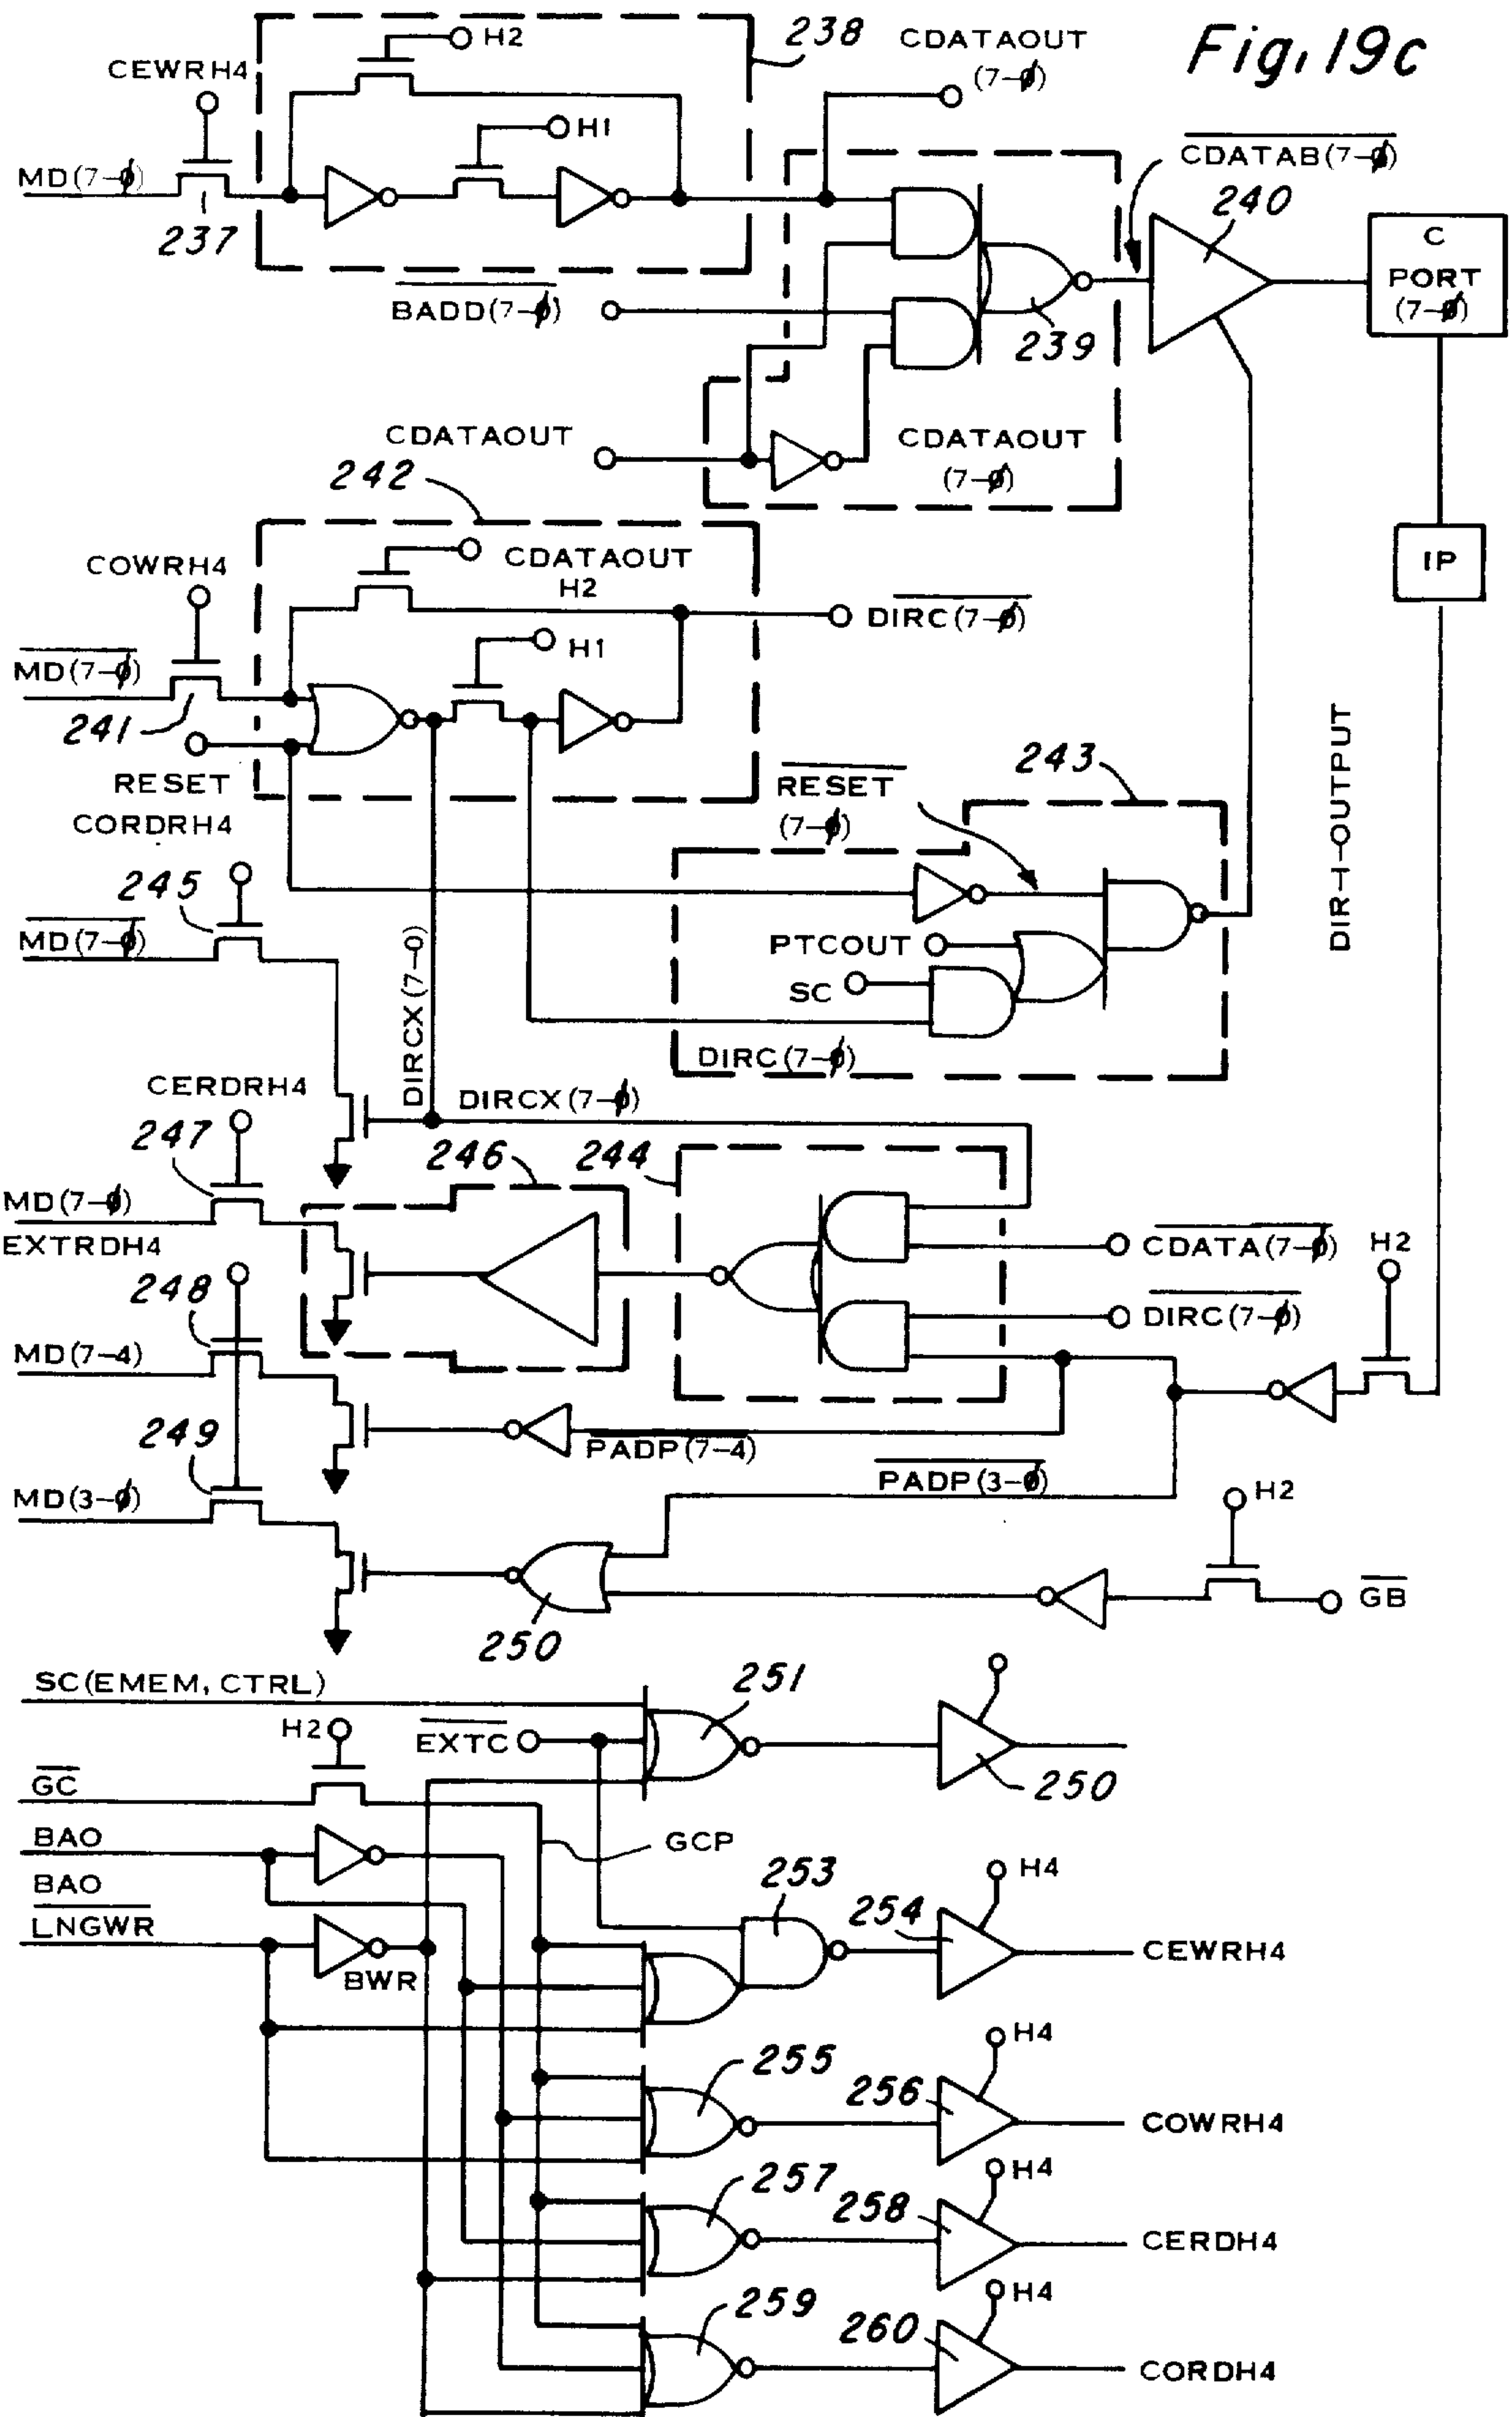 Fig. 19c
H2
238
CDATAOUT
(7-0)
CEWRH4
H1
MD(7-0)
237
CDATAB(7-0)
240
C
PORT
(7-0)
BADD(7-0)
239
CDATAOUT
CDATAOUT
(7-0)
242
IP
COWRH4
CDATAOUT
H2
DIRC(7-0)
H1
MD(7-0)
241
RESET
RESET
(7-0)
243
DIR-1-OUTPUT
CORDRH4
245
MD(7-0)
PTCOUT
SC
DIRCX(7-0)
DIRC(7-0)
CERDRH4
DIRCX(7-0)
247
246
244
MD(7-0)
EXTRDH4
CDATA(7-0)
H2
248
DIRC(7-0)
MD(7-4)
249
PADP(7-4)
PADP(3-0)
MD(3-0)
H2
GB
250
SC(EMEM, CTRL)
251
H2
EXTC
GC
250
BAO
GCP
BAO
253
H4
LNGWR
254
CEWRH4
BWR
H4
255
256
COWRH4
257
H4
258
CERDH4
259
H4
260
CORDH4